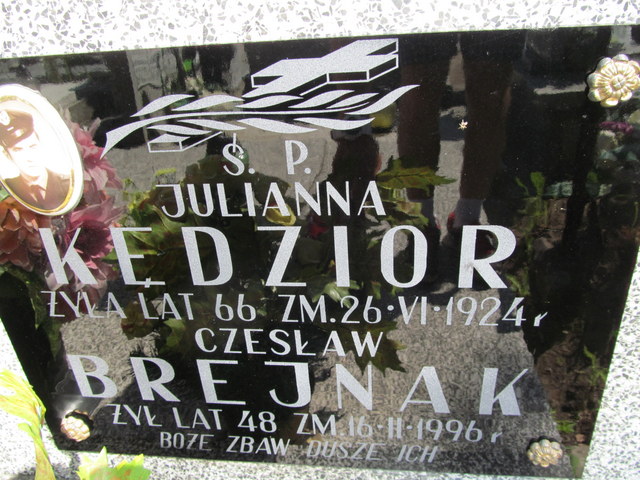 Ś. P.
JULIANNA
KĘDZIOR
ŻYŁA LAT 66 ZM. 26·VI·1924 r
CZESŁAW
BREJNAK
ŻYŁ LAT 48 ZM. 16·II·1996 r
BOŻE ZBAW DUSZE ICH